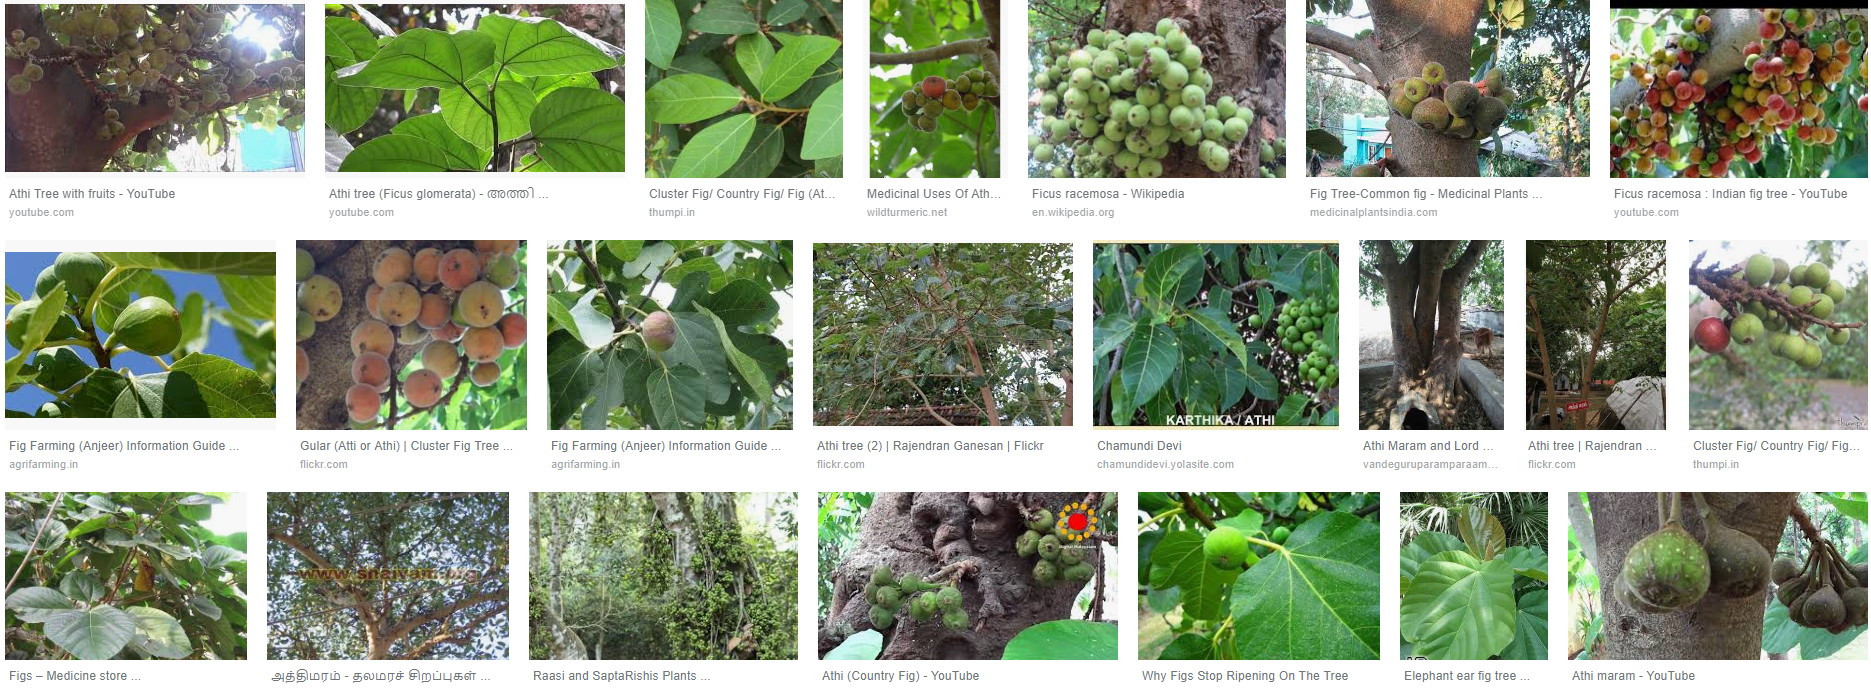 Athi Tree with fruits - YouTube
youtube.com
Athi tree (Ficus glomerata) - അത്തി ...
youtube.com
Cluster Fig/ Country Fig/ Fig (At...
thumpi.in
Medicinal Uses Of Ath...
wildturmeric.net
Ficus racemosa - Wikipedia
en.wikipedia.org
Fig Tree-Common fig - Medicinal Plants ...
medicinalplantsindia.com
Ficus racemosa : Indian fig tree - YouTube
youtube.com
KARTHIKA / ATHI
Fig Farming (Anjeer) Information Guide ...
agrifarming.in
Gular (Atti or Athi) | Cluster Fig Tree ...
flickr.com
Fig Farming (Anjeer) Information Guide ...
agrifarming.in
Athi tree (2) | Rajendran Ganesan | Flickr
flickr.com
Chamundi Devi
chamundidevi.yolasite.com
Athi Maram and Lord ...
vandeguruparamparaam...
Athi tree | Rajendran ...
flickr.com
Cluster Fig/ Country Fig/ Fig...
thumpi.in
Figs – Medicine store ...
அத்திமரம் - தலமரச் சிறப்புகள் ...
Raasi and SaptaRishis Plants ...
Athi (Country Fig) - YouTube
Why Figs Stop Ripening On The Tree
Elephant ear fig tree ...
Athi maram - YouTube